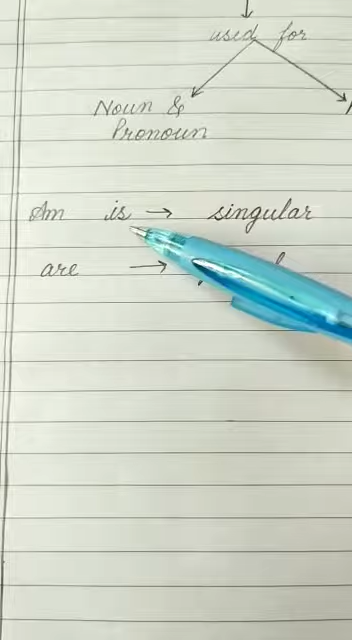 used for
Noun &
Pronoun
Am is → singular
are →